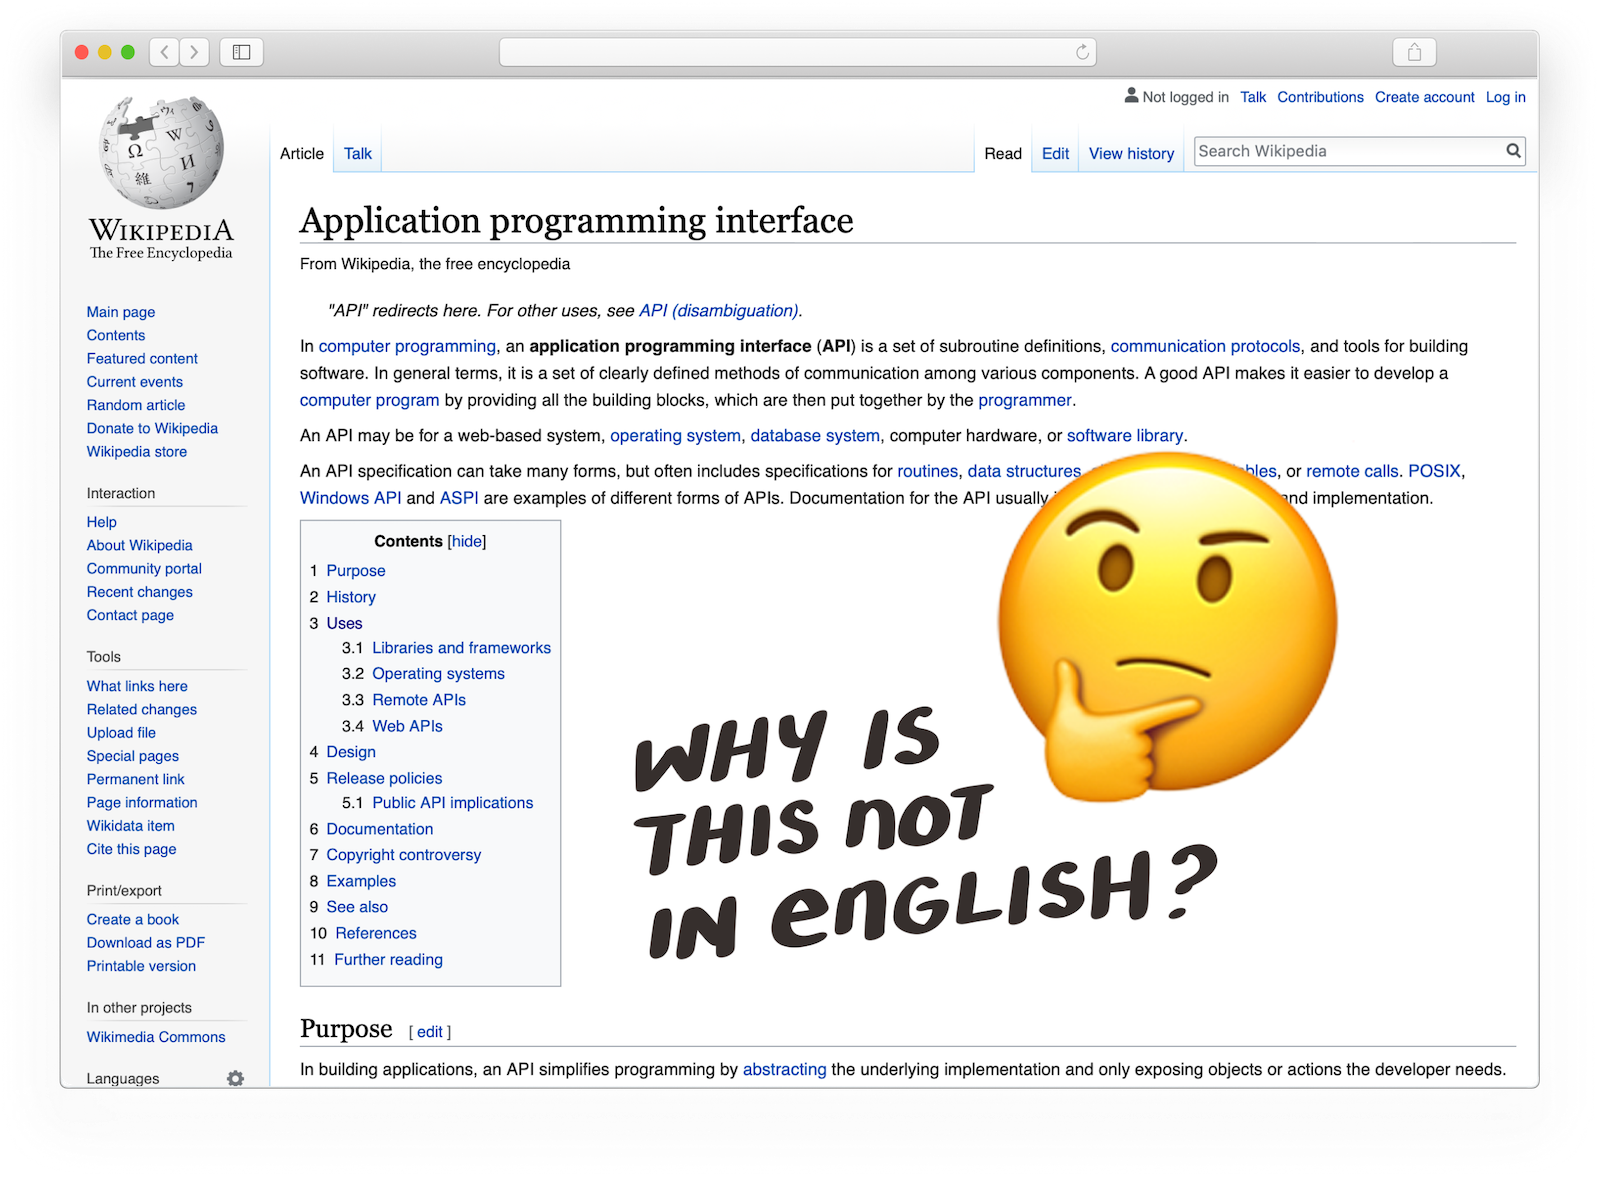 Not logged in Talk Contributions Create account Log in
Article Talk Read Edit View history Search Wikipedia
Ω W И 維 7
WIKIPEDIA
The Free Encyclopedia
Main page
Contents
Featured content
Current events
Random article
Donate to Wikipedia
Wikipedia store
Interaction
Help
About Wikipedia
Community portal
Recent changes
Contact page
Tools
What links here
Related changes
Upload file
Special pages
Permanent link
Page information
Wikidata item
Cite this page
Print/export
Create a book
Download as PDF
Printable version
In other projects
Wikimedia Commons
Languages
Application programming interface
From Wikipedia, the free encyclopedia
"API" redirects here. For other uses, see API (disambiguation).
In computer programming, an application programming interface (API) is a set of subroutine definitions, communication protocols, and tools for building
software. In general terms, it is a set of clearly defined methods of communication among various components. A good API makes it easier to develop a
computer program by providing all the building blocks, which are then put together by the programmer.
An API may be for a web-based system, operating system, database system, computer hardware, or software library.
An API specification can take many forms, but often includes specifications for routines, data structures, or remote calls. POSIX,
Windows API and ASPI are examples of different forms of APIs. Documentation for the API usually and implementation.
Contents [hide]
1 Purpose
2 History
3 Uses
3.1 Libraries and frameworks
3.2 Operating systems
3.3 Remote APIs
3.4 Web APIs
4 Design
5 Release policies
5.1 Public API implications
6 Documentation
7 Copyright controversy
8 Examples
9 See also
10 References
11 Further reading
WHY IS
THIS NOT
IN ENGLISH?
Purpose [ edit ]
In building applications, an API simplifies programming by abstracting the underlying implementation and only exposing objects or actions the developer needs.